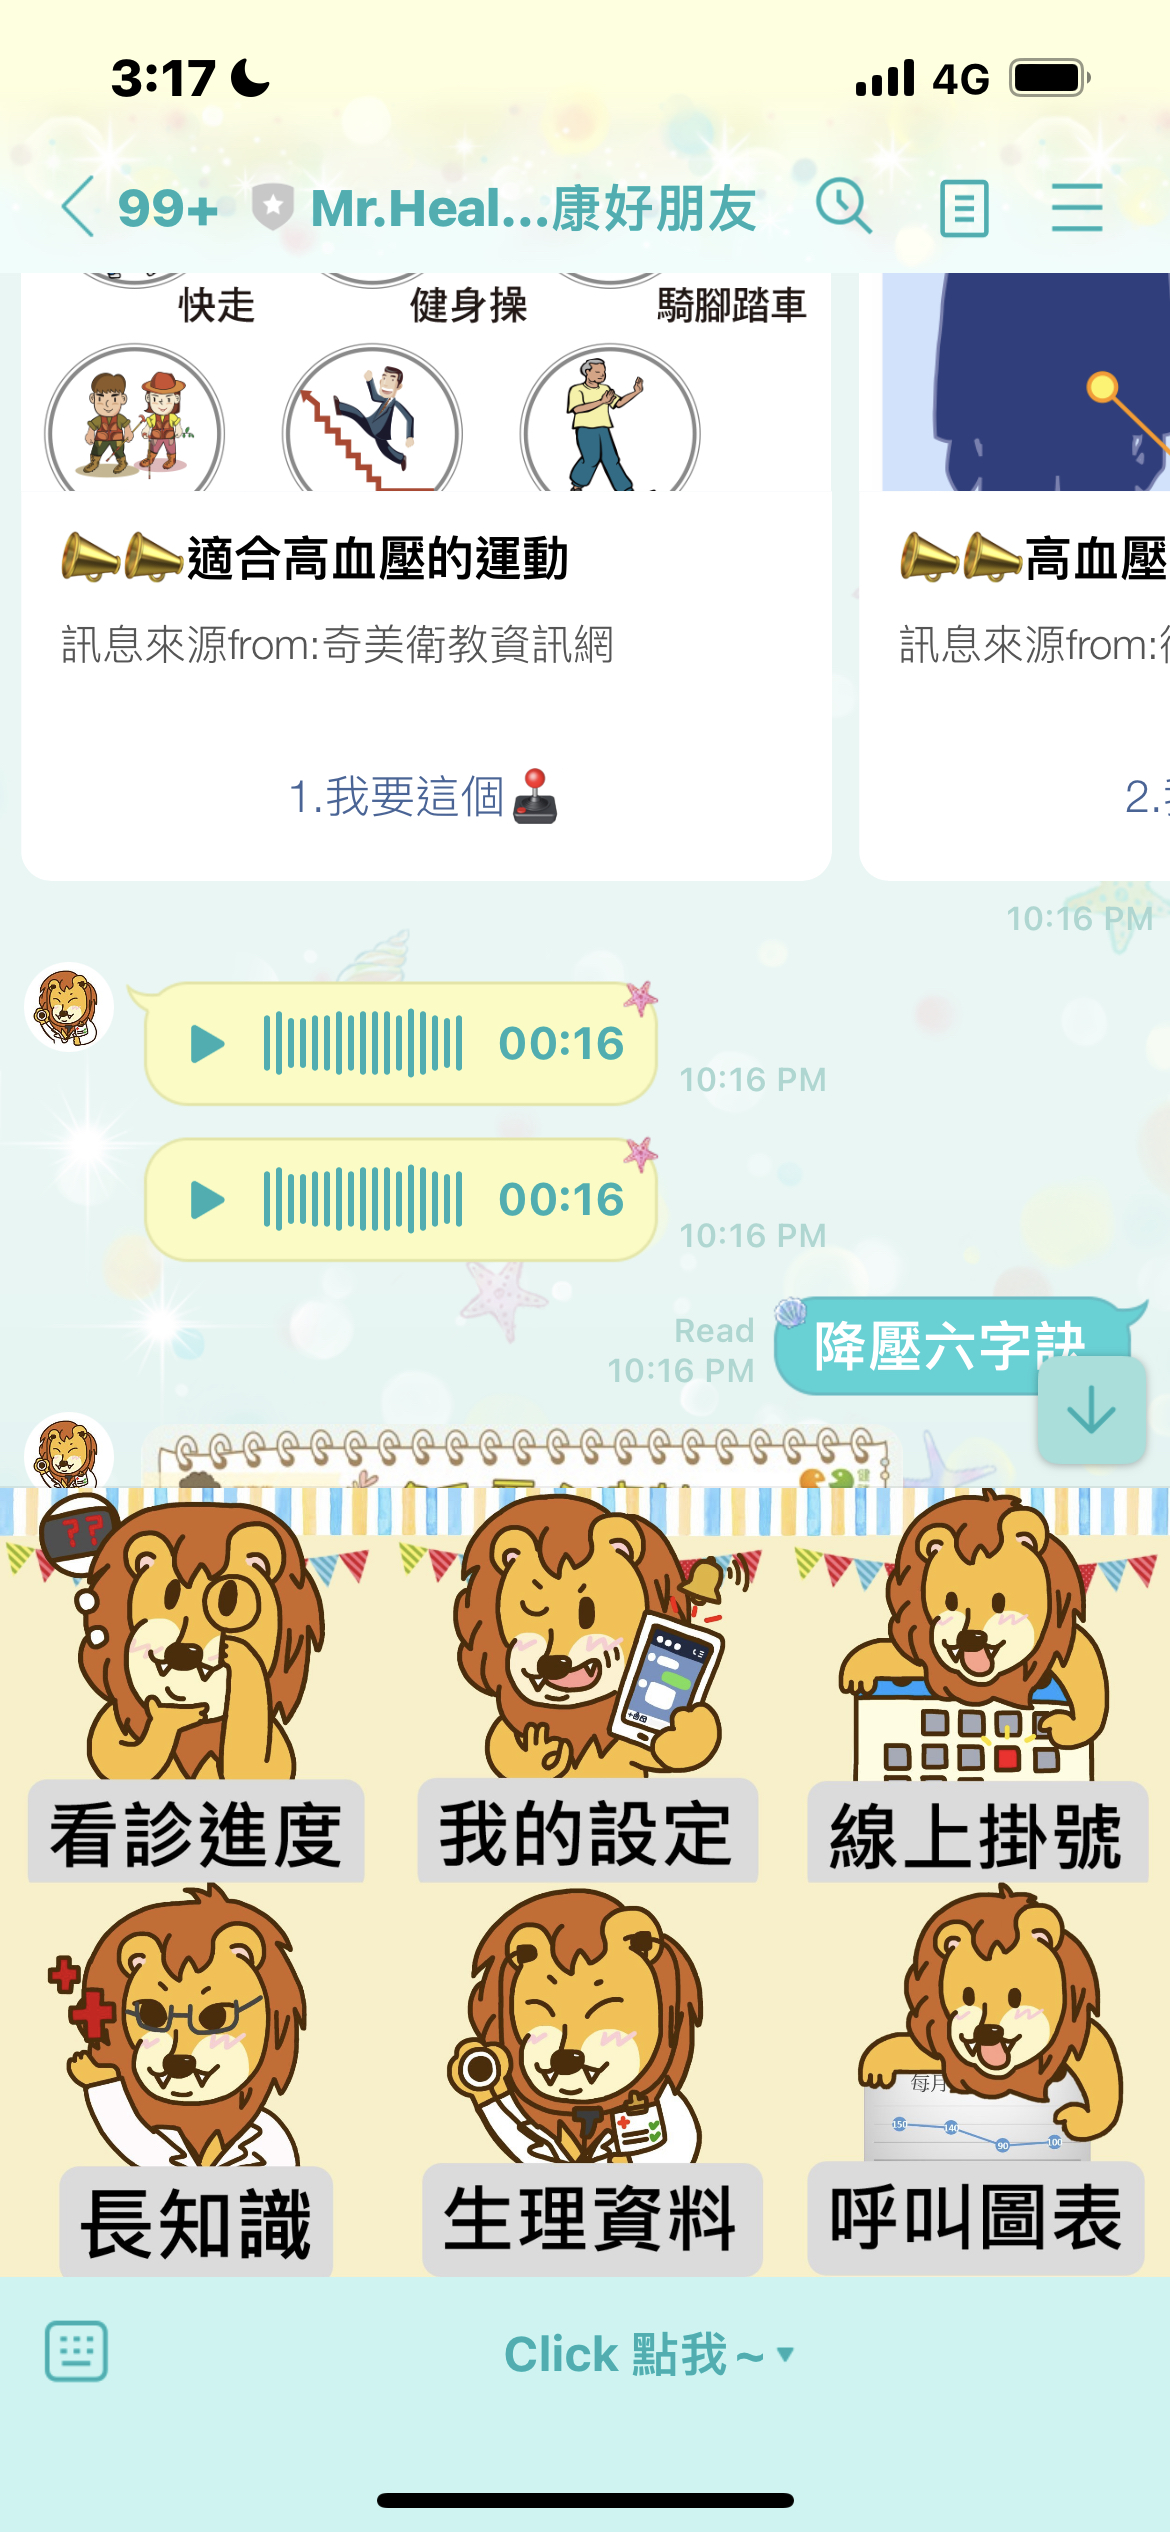 3:17
4G
99+ Mr.Heal...康好朋友
快走 健身操 騎腳踏車
適合高血壓的運動
高血壓
訊息來源from:奇美衛教資訊網
訊息來源from:
1.我要這個
2.
10:16 PM
00:16
10:16 PM
00:16
10:16 PM
Read
10:16 PM
降壓六字訣
??
看診進度
我的設定
線上掛號
每月
150 140 90 100
長知識
生理資料
呼叫圖表
Click 點我~